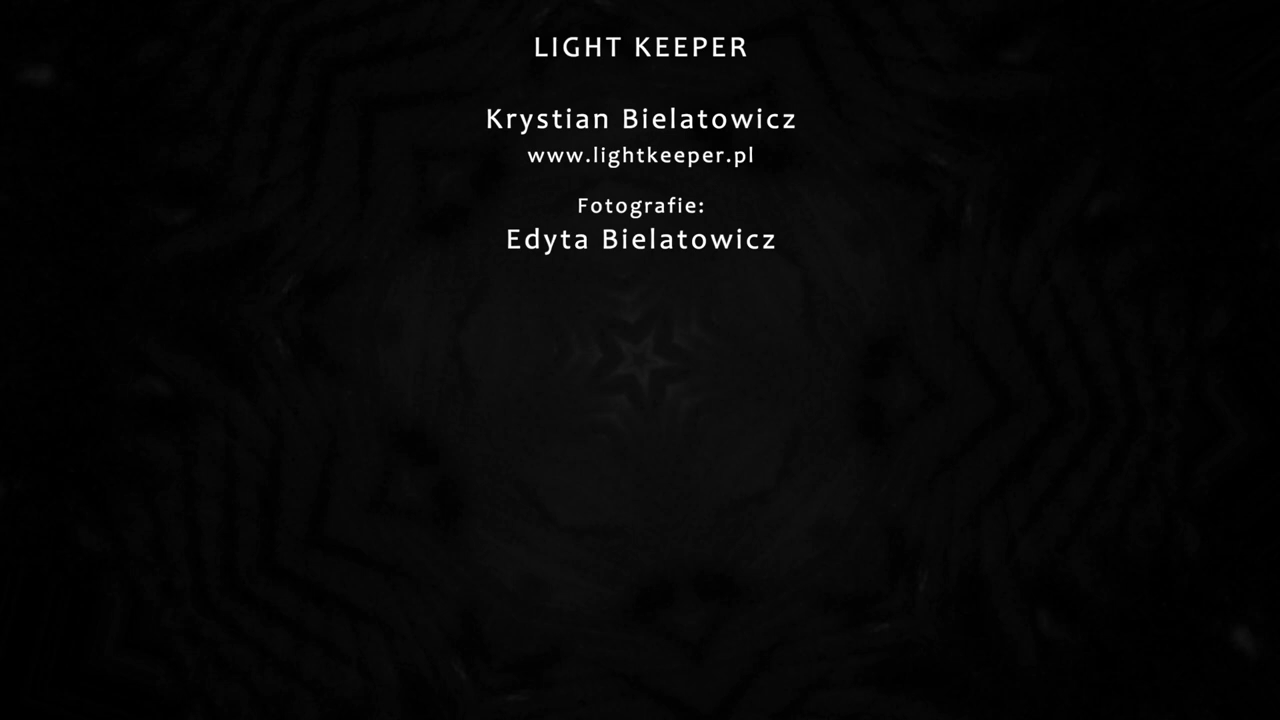 LIGHT KEEPER
Krystian Bielatowicz
www.lightkeeper.pl
Fotografie:
Edyta Bielatowicz